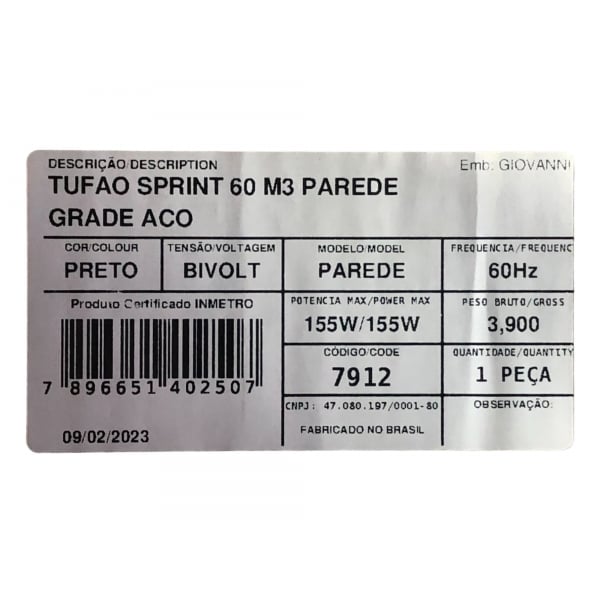 DESCRIÇÃO/DESCRIPTION
Emb: GIOVANNI
TUFAO SPRINT 60 M3 PAREDE
GRADE ACO
COR/COLOUR
TENSÃO/VOLTAGEM
MODELO/MODEL
FREQUENCIA/FREQUENC
PRETO
BIVOLT
PAREDE
60Hz
Produto Certificado INMETRO
POTENCIA MAX/POWER MAX
PESO BRUTO/GROSS
155W/155W
3,900
CÓDIGO/CODE
QUANTIDADE/QUANTITY
7912
1 PEÇA
7 896651 402507
CNPJ: 47.080.197/0001-80
OBSERVAÇÃO:
09/02/2023
FABRICADO NO BRASIL